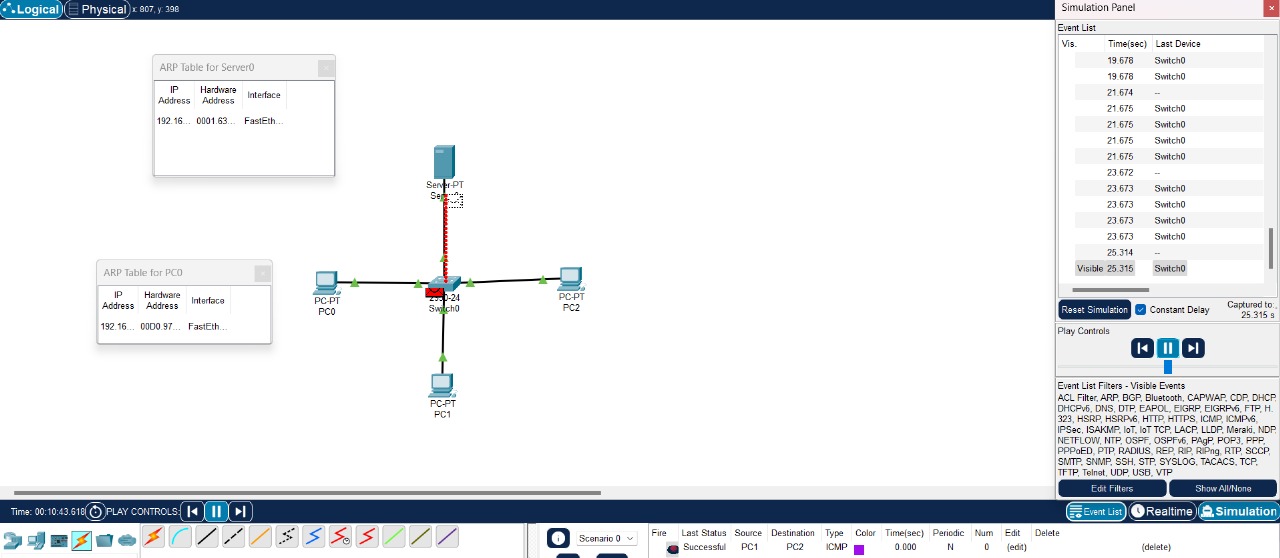 Logical Physical x: 807, y: 398
Simulation Panel
Event List
Vis. Time(sec) Last Device
19.678 Switch0
19.678 Switch0
21.674 --
21.675 Switch0
21.675 Switch0
21.675 Switch0
21.675 Switch0
23.672 --
23.673 Switch0
23.673 Switch0
23.673 Switch0
23.673 Switch0
25.314 --
Visible 25.315 Switch0
Reset Simulation Constant Delay Captured to:
25.315 s
Play Controls
Event List Filters - Visible Events
ACL Filter, ARP, BGP, Bluetooth, CAPWAP, CDP, DHCP,
DHCPv6, DNS, DTP, EAPOL, EIGRP, EIGRPv6, FTP, H.
323, HSRP, HSRPv6, HTTP, HTTPS, ICMP, ICMPv6,
IPSec, ISAKMP, IoT, IoT TCP, LACP, LLDP, Meraki, NDP,
NETFLOW, NTP, OSPF, OSPFv6, PAgP, POP3, PPP,
PPPoED, PTP, RADIUS, REP, RIP, RIPng, RTP, SCCP,
SMTP, SNMP, SSH, STP, SYSLOG, TACACS, TCP,
TFTP, Telnet, UDP, USB, VTP
Edit Filters Show All/None
ARP Table for Server0
IP Address Hardware Address Interface
192.16... 0001.63... FastEth...
ARP Table for PC0
IP Address Hardware Address Interface
192.16... 00D0.97... FastEth...
Server-PT
PC-PT
PC0
Switch0
PC-PT
PC2
PC-PT
PC1
Time: 00:10:43.618 PLAY CONTROLS:
Event List Realtime Simulation
Scenario 0
Fire Last Status Source Destination Type Color Time(sec) Periodic Num Edit Delete
Successful PC1 PC2 ICMP 0.000 N 0 (edit) (delete)